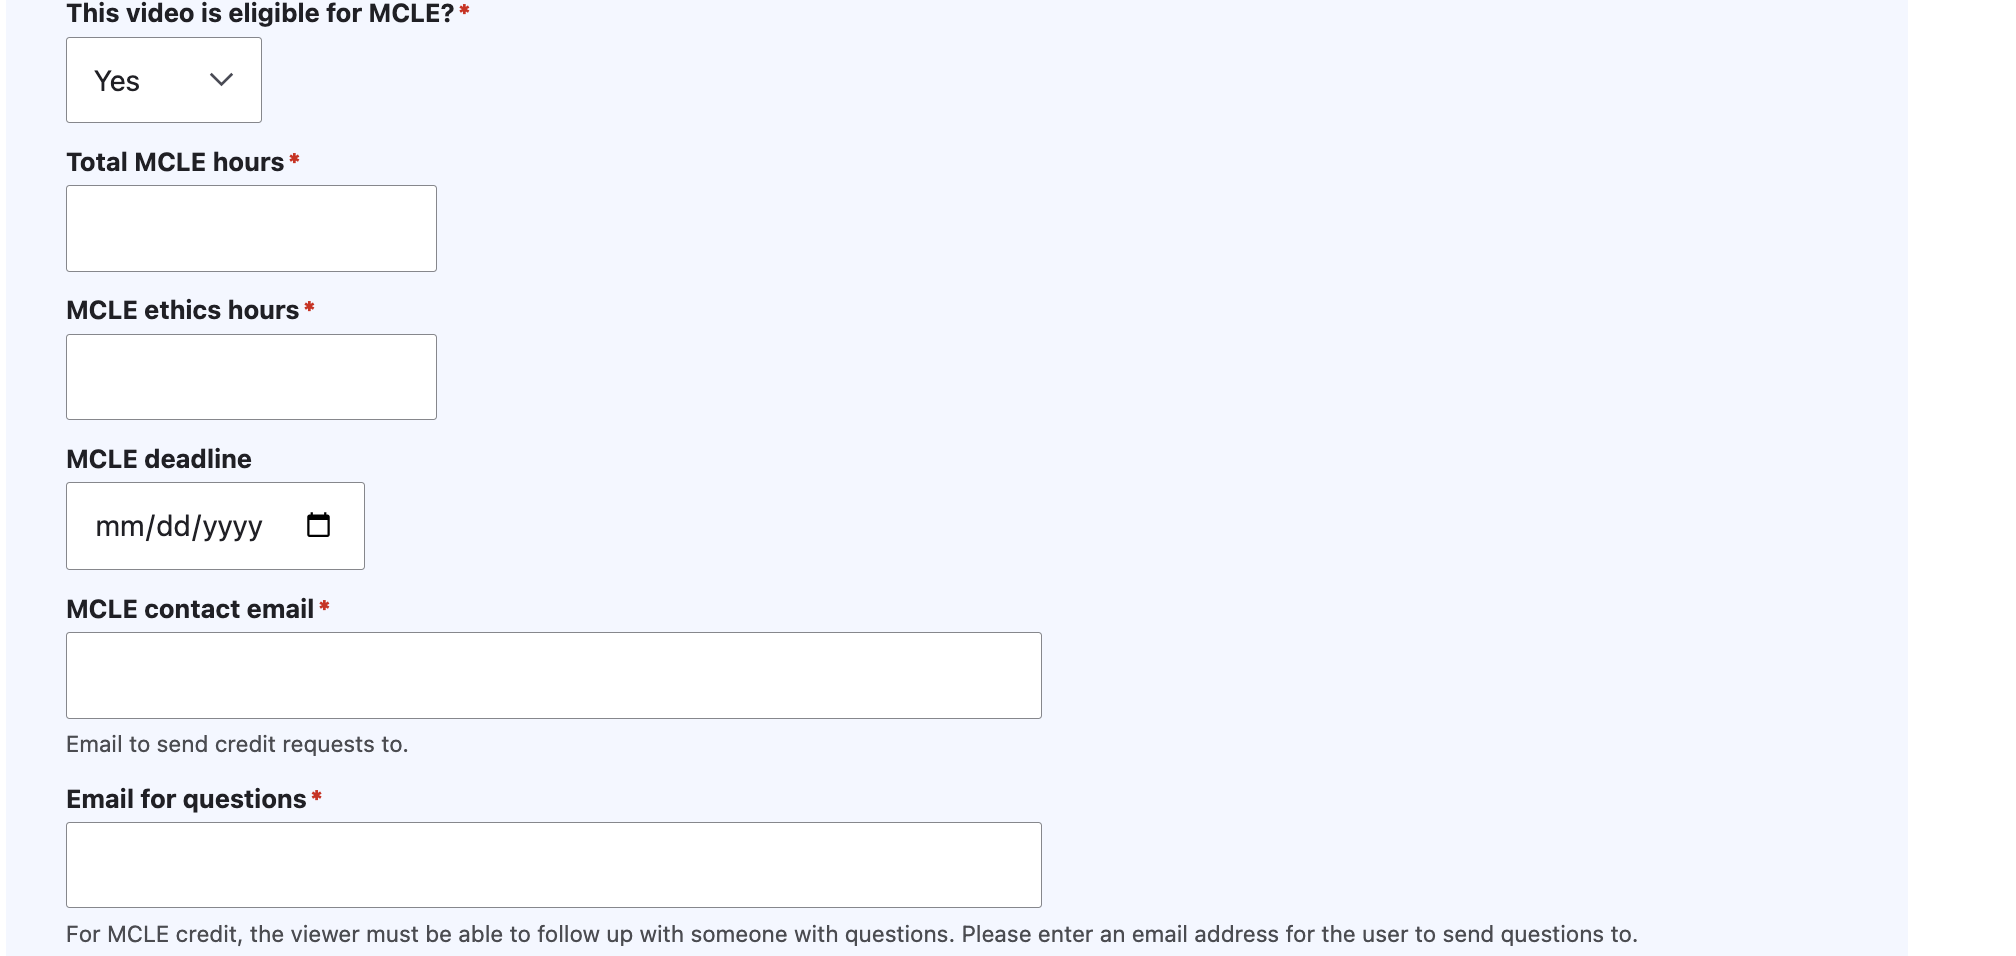 This video is eligible for MCLE?*
Yes
Total MCLE hours*
MCLE ethics hours*
MCLE deadline
mm/dd/yyyy
MCLE contact email*
Email to send credit requests to.
Email for questions*
For MCLE credit, the viewer must be able to follow up with someone with questions. Please enter an email address for the user to send questions to.